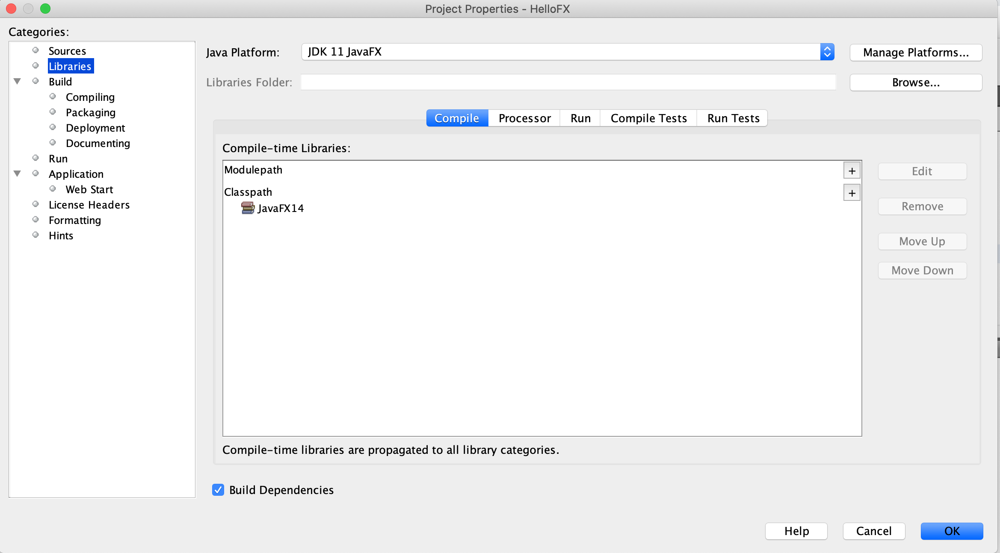 Project Properties - HelloFX
Categories:
Sources
Libraries
Build
Compiling
Packaging
Deployment
Documenting
Run
Application
Web Start
License Headers
Formatting
Hints
Java Platform: JDK 11 JavaFX Manage Platforms...
Libraries Folder: Browse...
Compile Processor Run Compile Tests Run Tests
Compile-time Libraries:
Modulepath +
Classpath +
JavaFX14
Edit
Remove
Move Up
Move Down
Compile-time libraries are propagated to all library categories.
Build Dependencies
Help Cancel OK